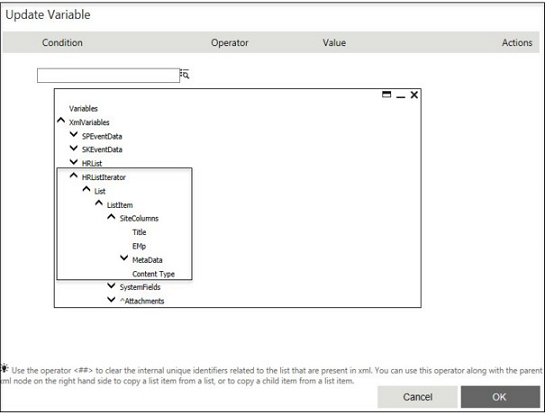 Update Variable
Condition Operator Value Actions
Variables
XmlVariables
SPEventData
SKEventData
HRList
HRListIterator
List
ListItem
SiteColumns
Title
EMp
MetaData
Content Type
SystemFields
^Attachments
Use the operator <##> to clear the internal unique identifiers related to the list that are present in xml. You can use this operator along with the parent
xml node on the right hand side to copy a list item from a list, or to copy a child item from a list item.
Cancel OK